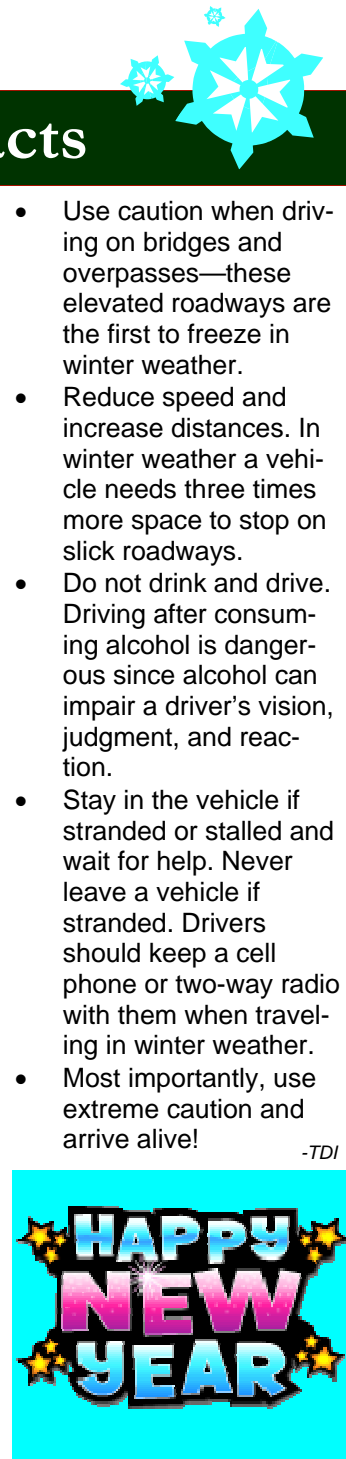 acts
• Use caution when driv-
ing on bridges and
overpasses—these
elevated roadways are
the first to freeze in
winter weather.
• Reduce speed and
increase distances. In
winter weather a vehi-
cle needs three times
more space to stop on
slick roadways.
• Do not drink and drive.
Driving after consum-
ing alcohol is danger-
ous since alcohol can
impair a driver’s vision,
judgment, and reac-
tion.
• Stay in the vehicle if
stranded or stalled and
wait for help. Never
leave a vehicle if
stranded. Drivers
should keep a cell
phone or two-way radio
with them when travel-
ing in winter weather.
• Most importantly, use
extreme caution and
arrive alive!
-TDI
HAPPY
NEW
YEAR